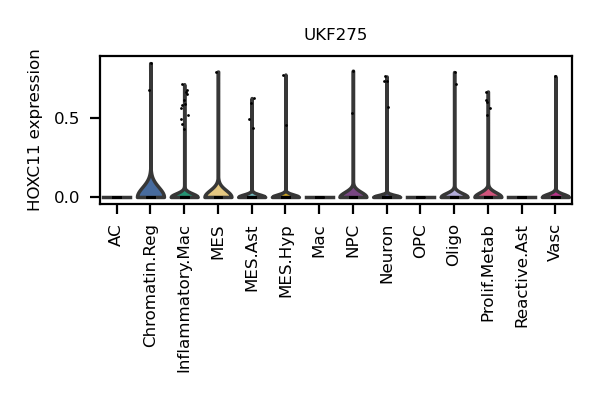 UKF275
HOXC11 expression
0.5
0.0
AC
Chromatin.Reg
Inflammatory.Mac
MES
MES.Ast
MES.Hyp
Mac
NPC
Neuron
OPC
Oligo
Prolif.Metab
Reactive.Ast
Vasc